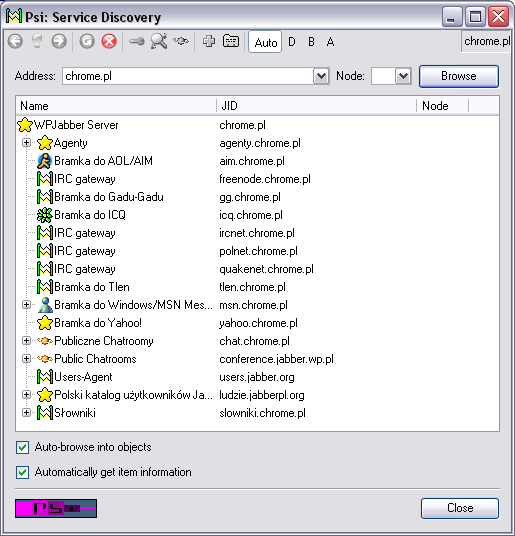 Psi: Service Discovery
Auto D B A chrome.pl
Address: chrome.pl Node: Browse
Name JID Node
WPJabber Server chrome.pl
Agenty agenty.chrome.pl
Bramka do AOL/AIM aim.chrome.pl
IRC gateway freenode.chrome.pl
Bramka do Gadu-Gadu gg.chrome.pl
Bramka do ICQ icq.chrome.pl
IRC gateway ircnet.chrome.pl
IRC gateway polnet.chrome.pl
IRC gateway quakenet.chrome.pl
Bramka do Tlen tlen.chrome.pl
Bramka do Windows/MSN Mes... msn.chrome.pl
Bramka do Yahoo! yahoo.chrome.pl
Publiczne Chatroomy chat.chrome.pl
Public Chatrooms conference.jabber.wp.pl
Users-Agent users.jabber.org
Polski katalog użytkowników Ja... ludzie.jabberpl.org
Słowniki slowniki.chrome.pl
Auto-browse into objects
Automatically get item information
PS Close